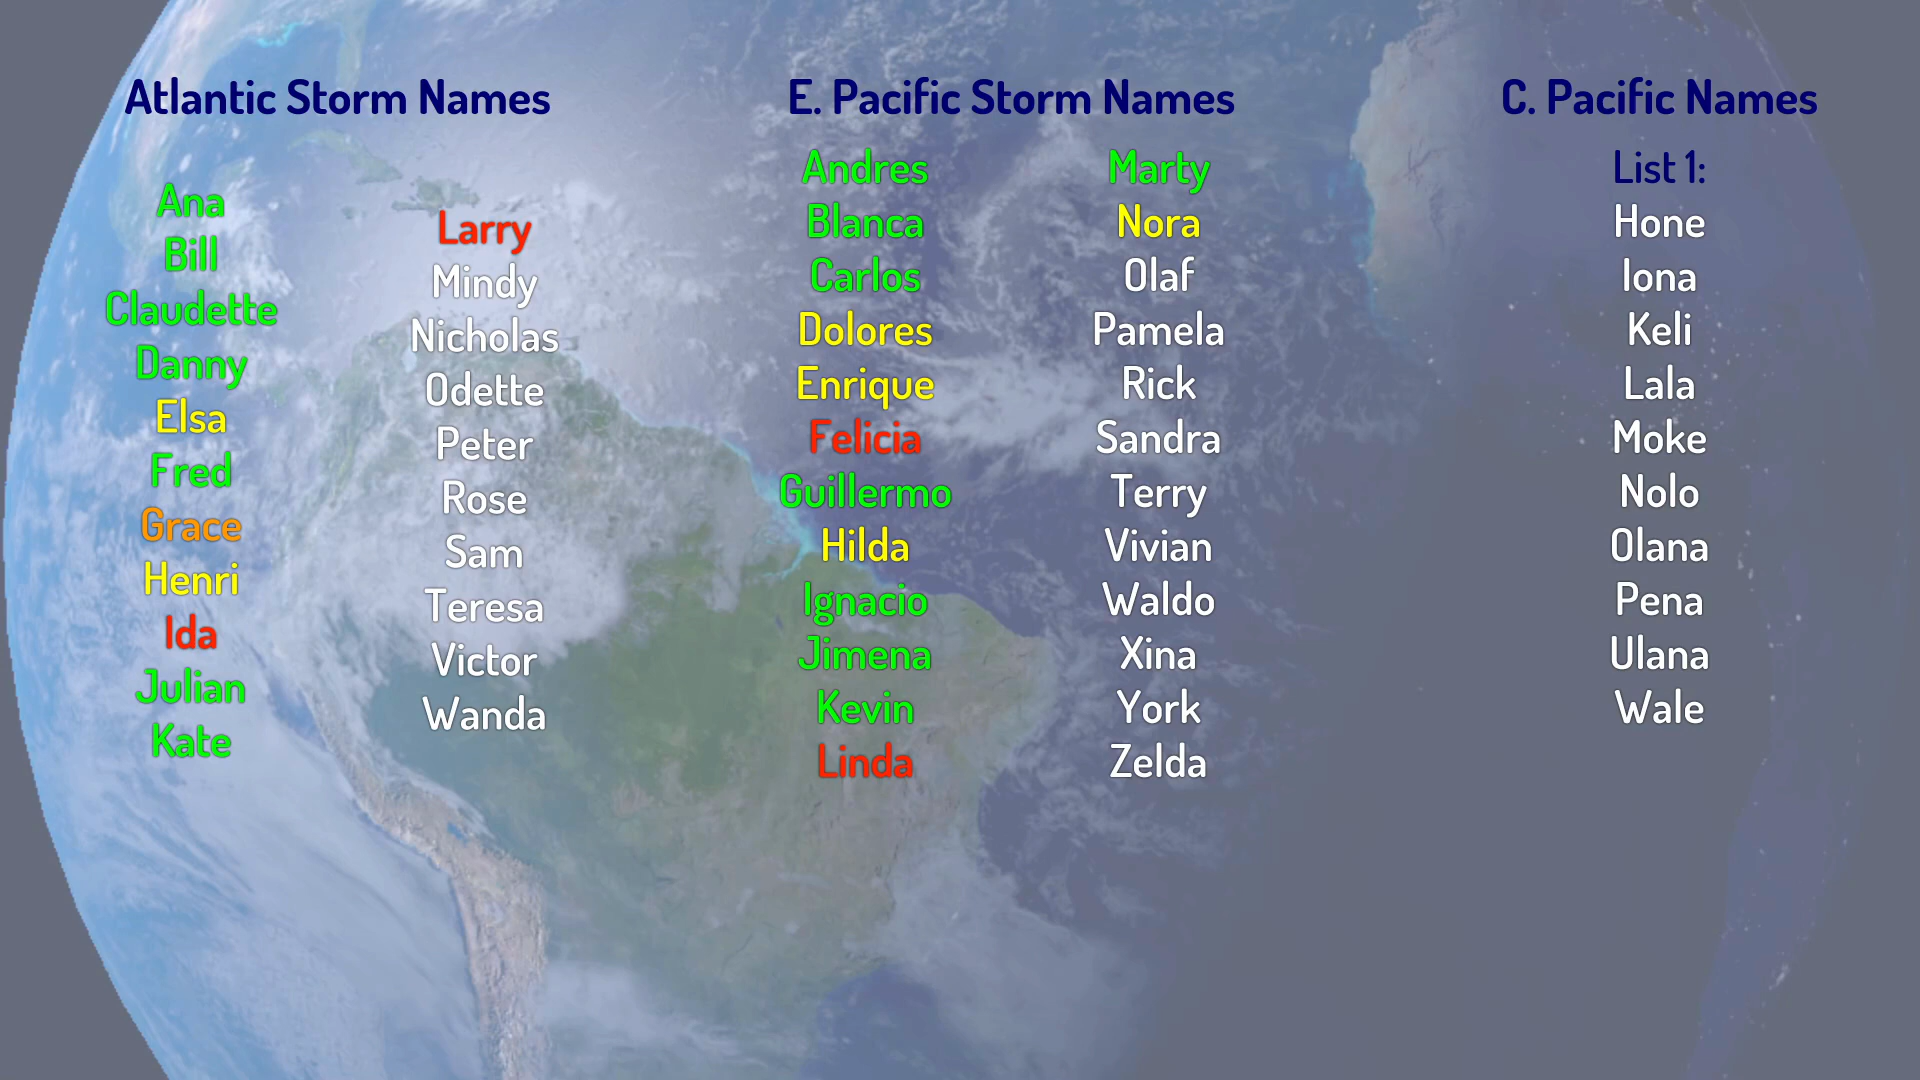 Atlantic Storm Names
Ana
Bill
Claudette
Danny
Elsa
Fred
Grace
Henri
Ida
Julian
Kate
Larry
Mindy
Nicholas
Odette
Peter
Rose
Sam
Teresa
Victor
Wanda
E. Pacific Storm Names
Andres
Blanca
Carlos
Dolores
Enrique
Felicia
Guillermo
Hilda
Ignacio
Jimena
Kevin
Linda
Marty
Nora
Olaf
Pamela
Rick
Sandra
Terry
Vivian
Waldo
Xina
York
Zelda
C. Pacific Names
List 1:
Hone
Iona
Keli
Lala
Moke
Nolo
Olana
Pena
Ulana
Wale